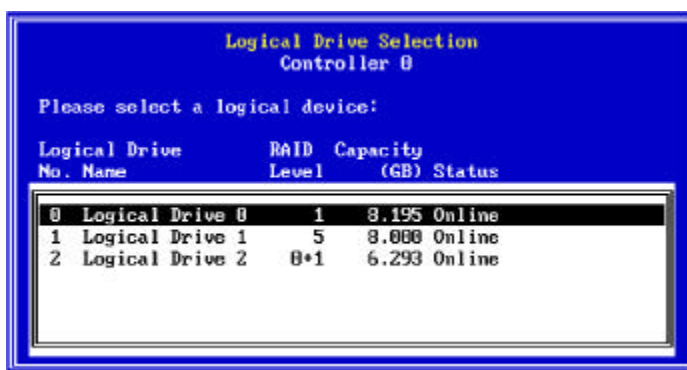 Logical Drive Selection
Controller 0
Please select a logical device:
Logical Drive RAID Capacity
No. Name Level (GB) Status
0 Logical Drive 0 1 8.195 Online
1 Logical Drive 1 5 8.000 Online
2 Logical Drive 2 0+1 6.293 Online